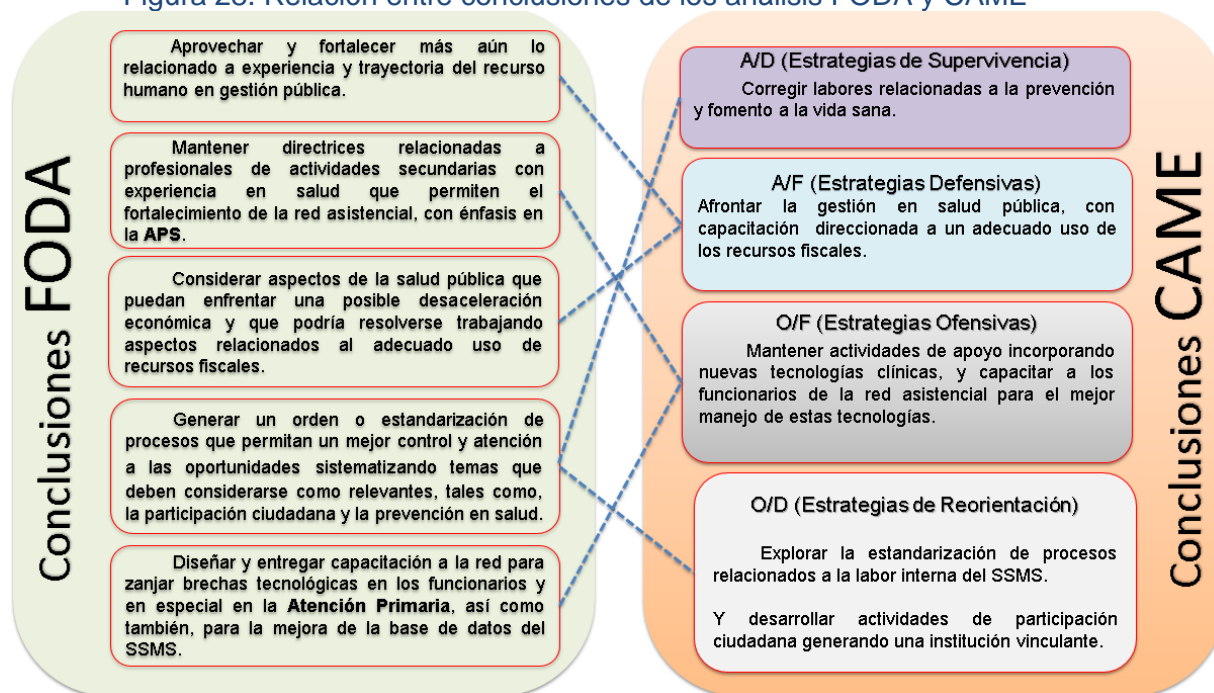 Figura 28. Relación entre conclusiones de los análisis FODA y CAME
Conclusiones FODA
Aprovechar y fortalecer más aún lo
relacionado a experiencia y trayectoria del recurso
humano en gestión pública.
Mantener directrices relacionadas a
profesionales de actividades secundarias con
experiencia en salud que permiten el
fortalecimiento de la red asistencial, con énfasis en
la APS.
Considerar aspectos de la salud pública que
puedan enfrentar una posible desaceleración
económica y que podría resolverse trabajando
aspectos relacionados al adecuado uso de
recursos fiscales.
Generar un orden o estandarización de
procesos que permitan un mejor control y atención
a las oportunidades sistematizando temas que
deben considerarse como relevantes, tales como,
la participación ciudadana y la prevención en salud.
Diseñar y entregar capacitación a la red para
zanjar brechas tecnológicas en los funcionarios y
en especial en la Atención Primaria, así como
también, para la mejora de la base de datos del
SSMS.
A/D (Estrategias de Supervivencia)
Corregir labores relacionadas a la prevención
y fomento a la vida sana.
A/F (Estrategias Defensivas)
Afrontar la gestión en salud pública, con
capacitación direccionada a un adecuado uso de
los recursos fiscales.
O/F (Estrategias Ofensivas)
Mantener actividades de apoyo incorporando
nuevas tecnologías clínicas, y capacitar a los
funcionarios de la red asistencial para el mejor
manejo de estas tecnologías.
O/D (Estrategias de Reorientación)
Explorar la estandarización de procesos
relacionados a la labor interna del SSMS.
Y desarrollar actividades de participación
ciudadana generando una institución vinculante.
Conclusiones CAME